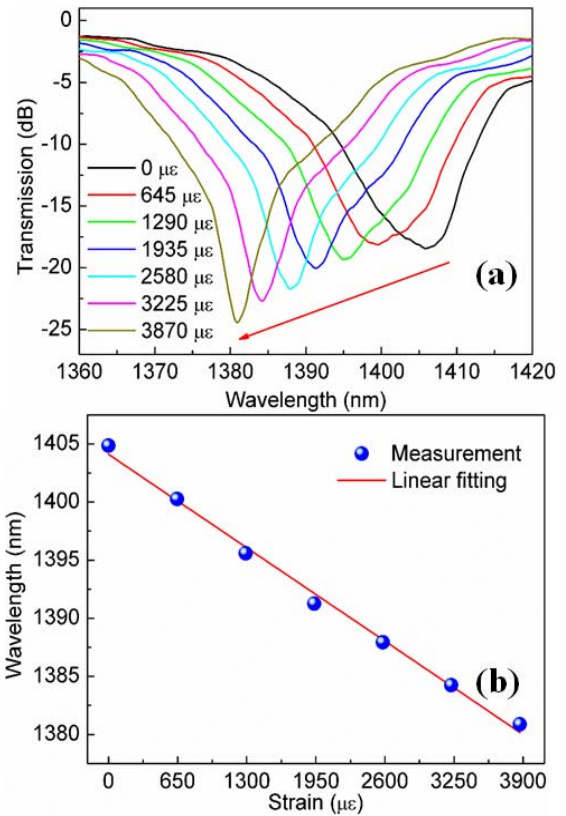 0
-5
-10
-15
-20
-25
Transmission (dB)
0 με
645 με
1290 με
1935 με
2580 με
3225 με
3870 με
(a)
1360 1370 1380 1390 1400 1410 1420
Wavelength (nm)
1405
1400
1395
1390
1385
1380
Wavelength (nm)
Measurement
Linear fitting
(b)
0 650 1300 1950 2600 3250 3900
Strain (με)